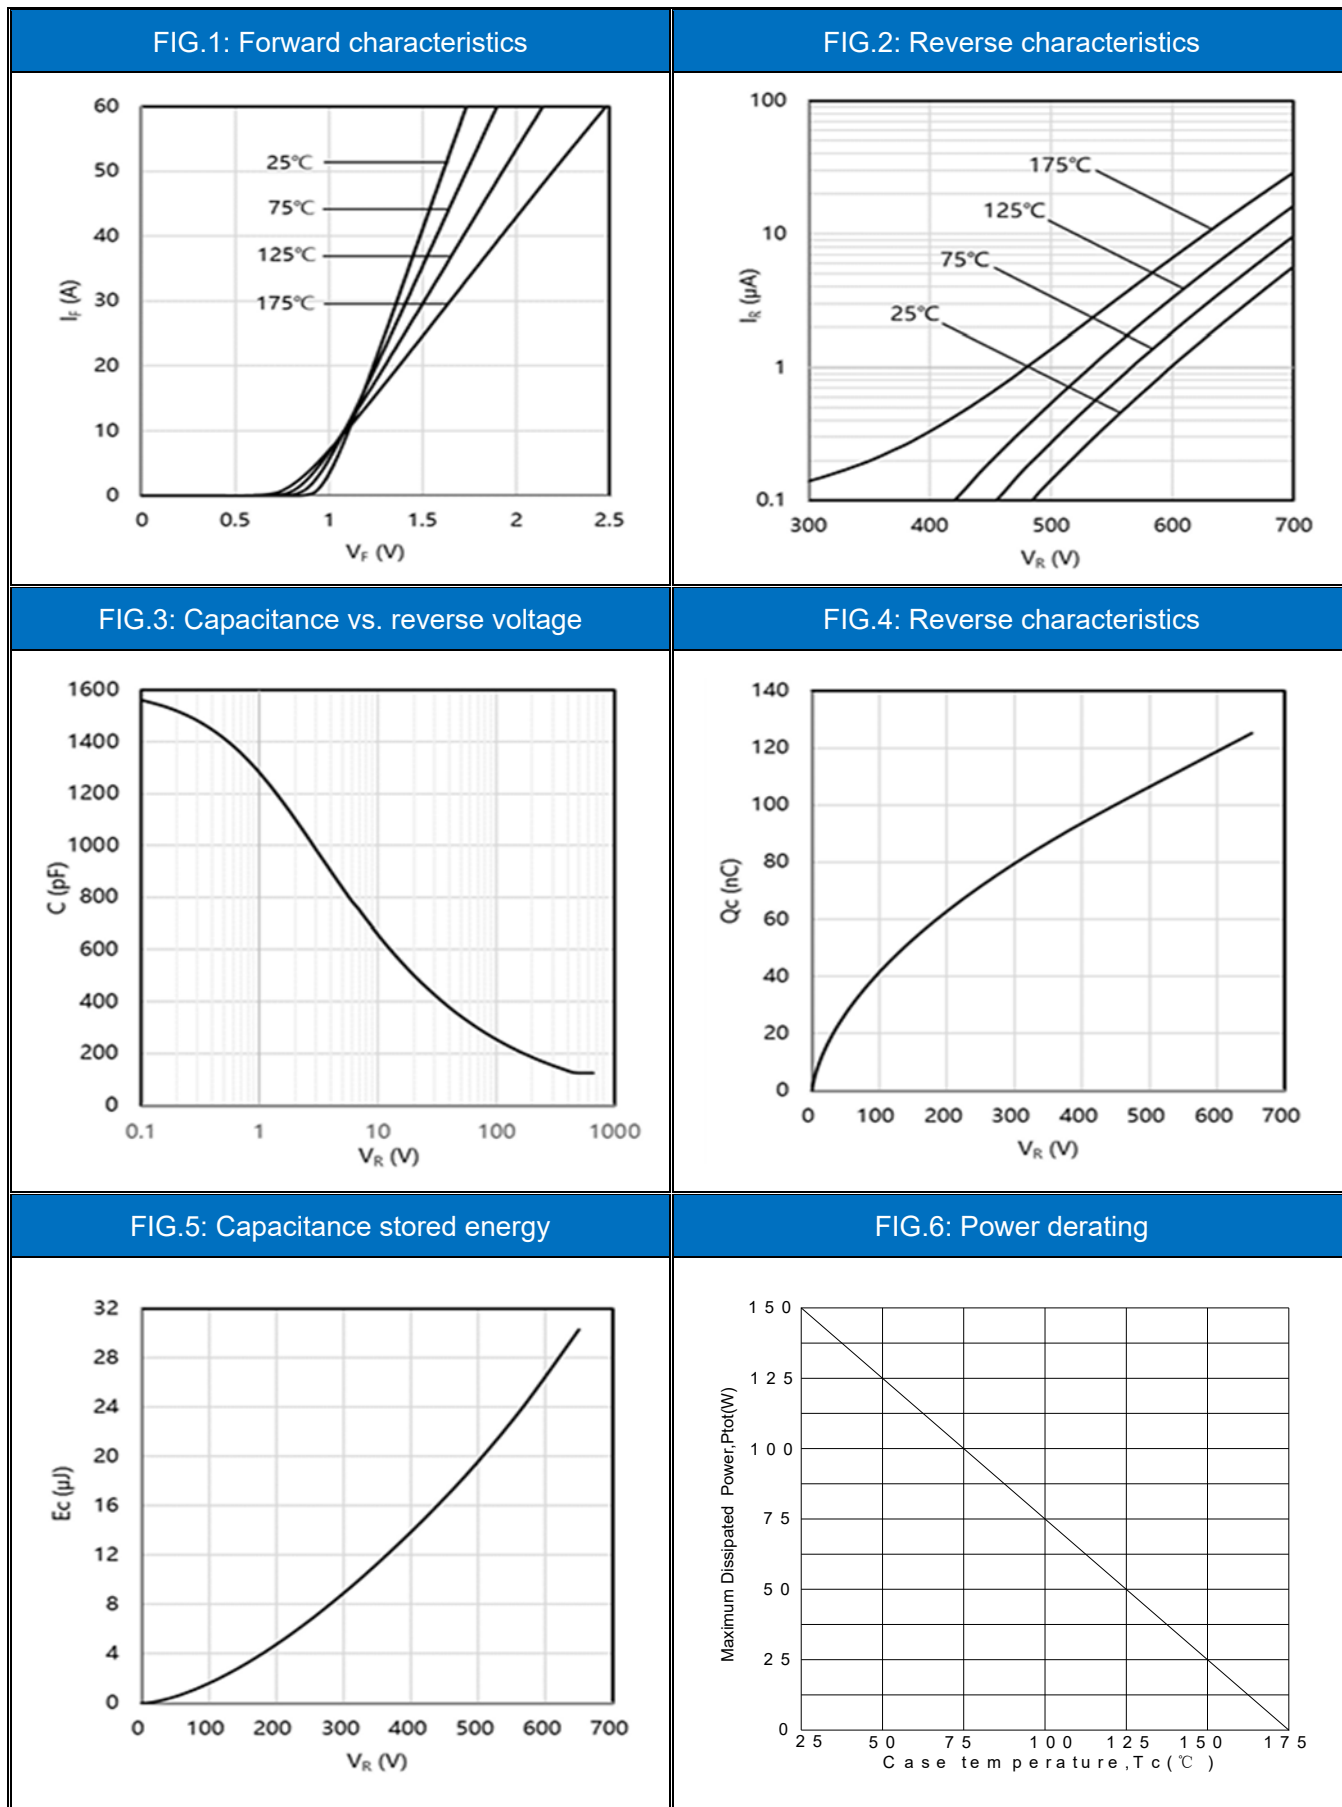 FIG.1: Forward characteristics
FIG.2: Reverse characteristics
60
50
40
30
20
10
0
I_F (A)
25℃
75℃
125℃
175℃
0 0.5 1 1.5 2 2.5
V_F (V)
100
10
1
0.1
I_R (μA)
175℃
125℃
75℃
25℃
300 400 500 600 700
V_R (V)
FIG.3: Capacitance vs. reverse voltage
FIG.4: Reverse characteristics
1600
1400
1200
1000
800
600
400
200
0
C (pF)
0.1 1 10 100 1000
V_R (V)
140
120
100
80
60
40
20
0
Qc (nC)
0 100 200 300 400 500 600 700
V_R (V)
FIG.5: Capacitance stored energy
FIG.6: Power derating
32
28
24
20
16
12
8
4
0
Ec (μJ)
0 100 200 300 400 500 600 700
V_R (V)
150
125
100
75
50
25
0
Maximum Dissipated Power,Ptot(W)
25 50 75 100 125 150 175
Case temperature,Tc(℃ )